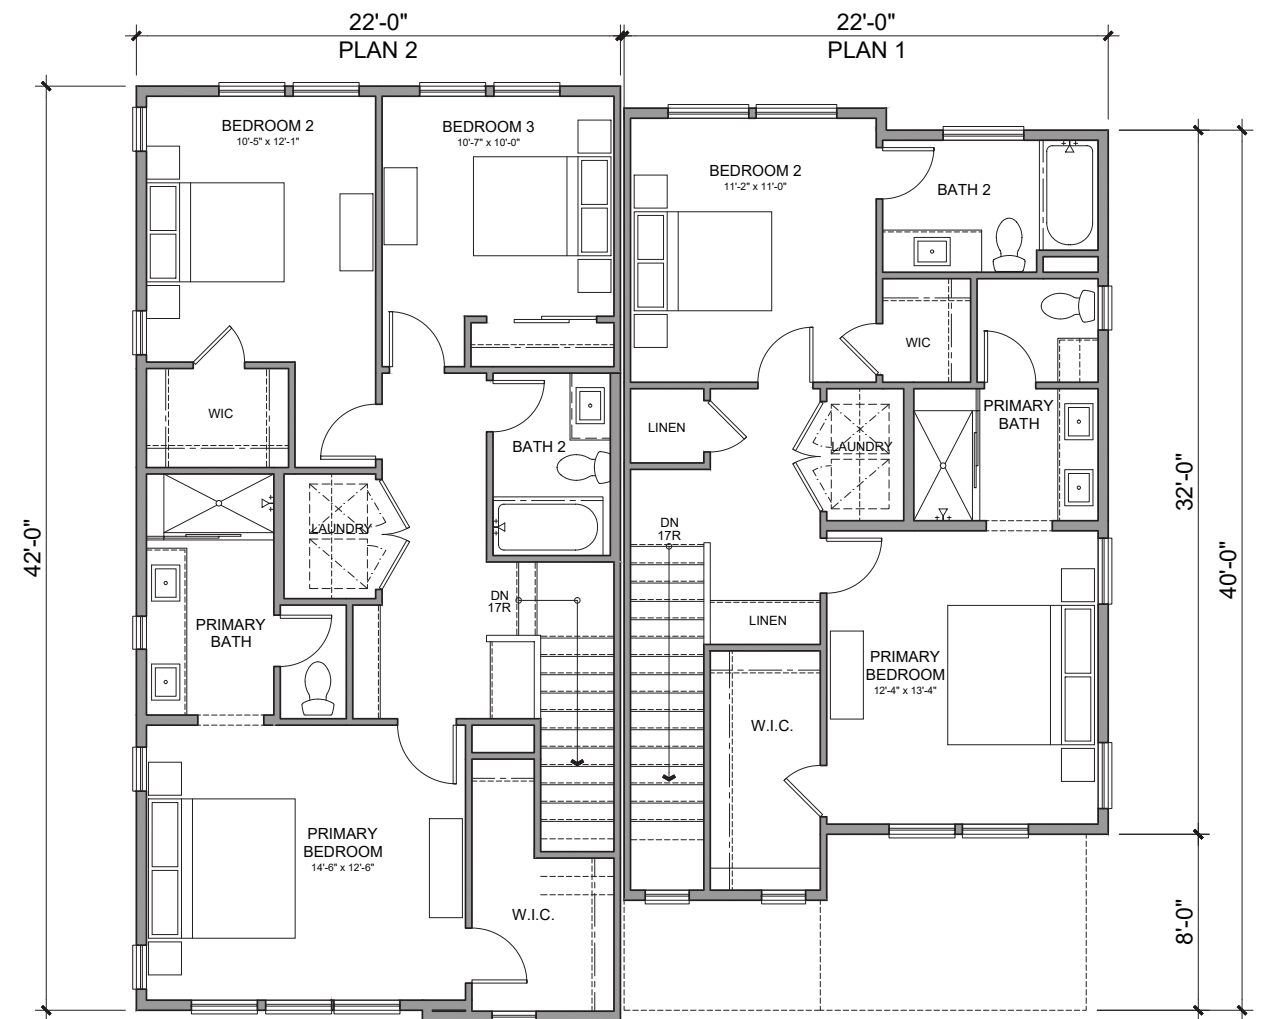 22'-0"
PLAN 2
22'-0"
PLAN 1
BEDROOM 2
10'-5" x 12'-1"
BEDROOM 3
10'-7" x 10'-0"
BEDROOM 2
11'-2" x 11'-0"
BATH 2
WIC
WIC
BATH 2
LINEN
LAUNDRY
PRIMARY
BATH
LAUNDRY
DN
17R
DN
17R
PRIMARY
BATH
LINEN
PRIMARY
BEDROOM
12'-4" x 13'-4"
W.I.C.
PRIMARY
BEDROOM
14'-6" x 12'-6"
W.I.C.
42'-0"
32'-0"
40'-0"
8'-0"